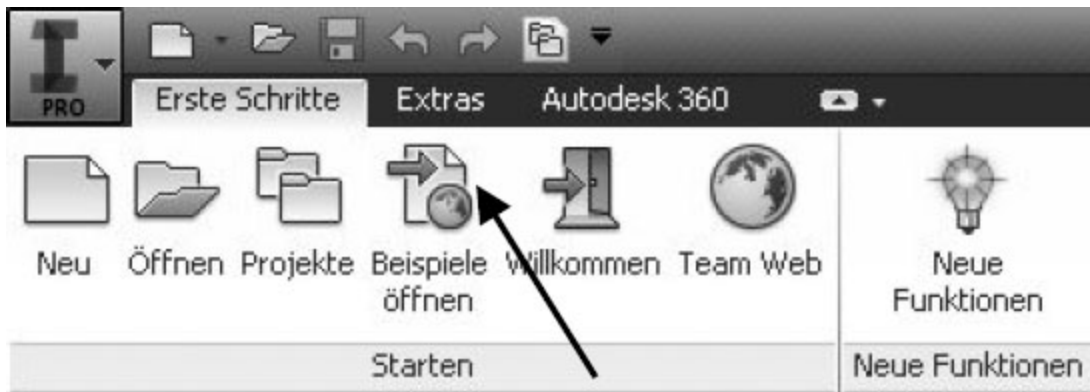 PRO
Erste Schritte Extras Autodesk 360
Neu Öffnen Projekte Beispiele öffnen Willkommen Team Web Neue Funktionen
Starten Neue Funktionen